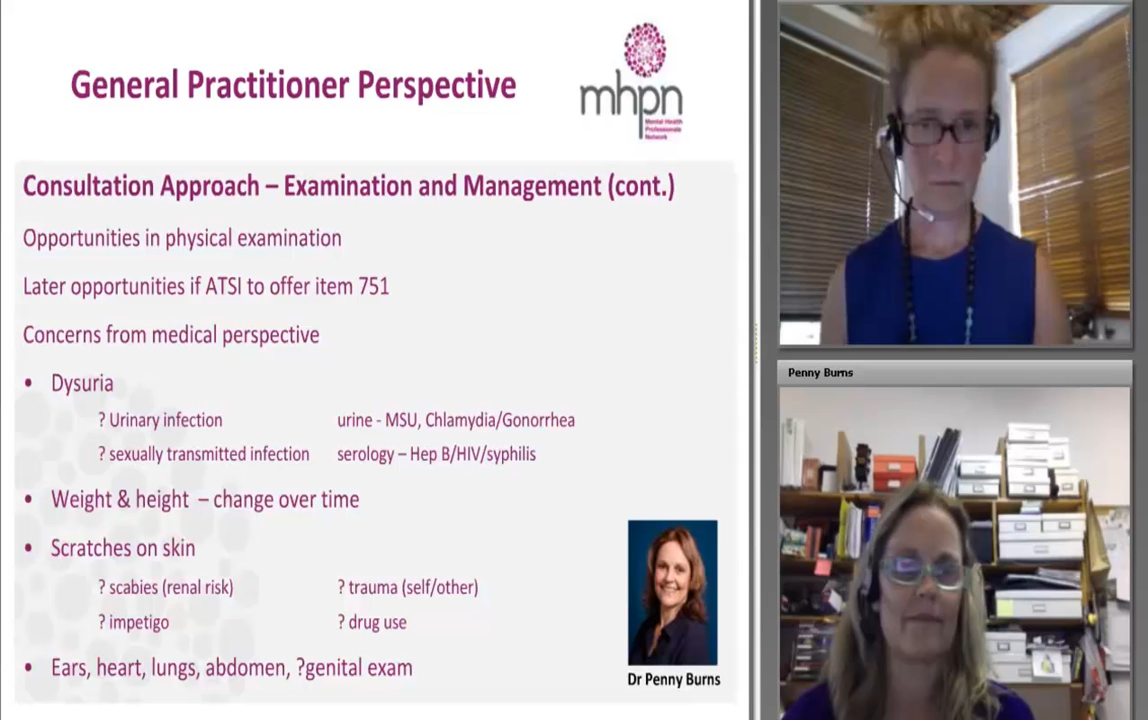 General Practitioner Perspective
mhpn
Mental Health
Professionals
Network
Consultation Approach – Examination and Management (cont.)
Opportunities in physical examination
Later opportunities if ATSI to offer item 751
Concerns from medical perspective
• Dysuria
? Urinary infection urine - MSU, Chlamydia/Gonorrhea
? sexually transmitted infection serology – Hep B/HIV/syphilis
• Weight & height – change over time
• Scratches on skin
? scabies (renal risk) ? trauma (self/other)
? impetigo ? drug use
• Ears, heart, lungs, abdomen, ?genital exam
Dr Penny Burns
Penny Burns